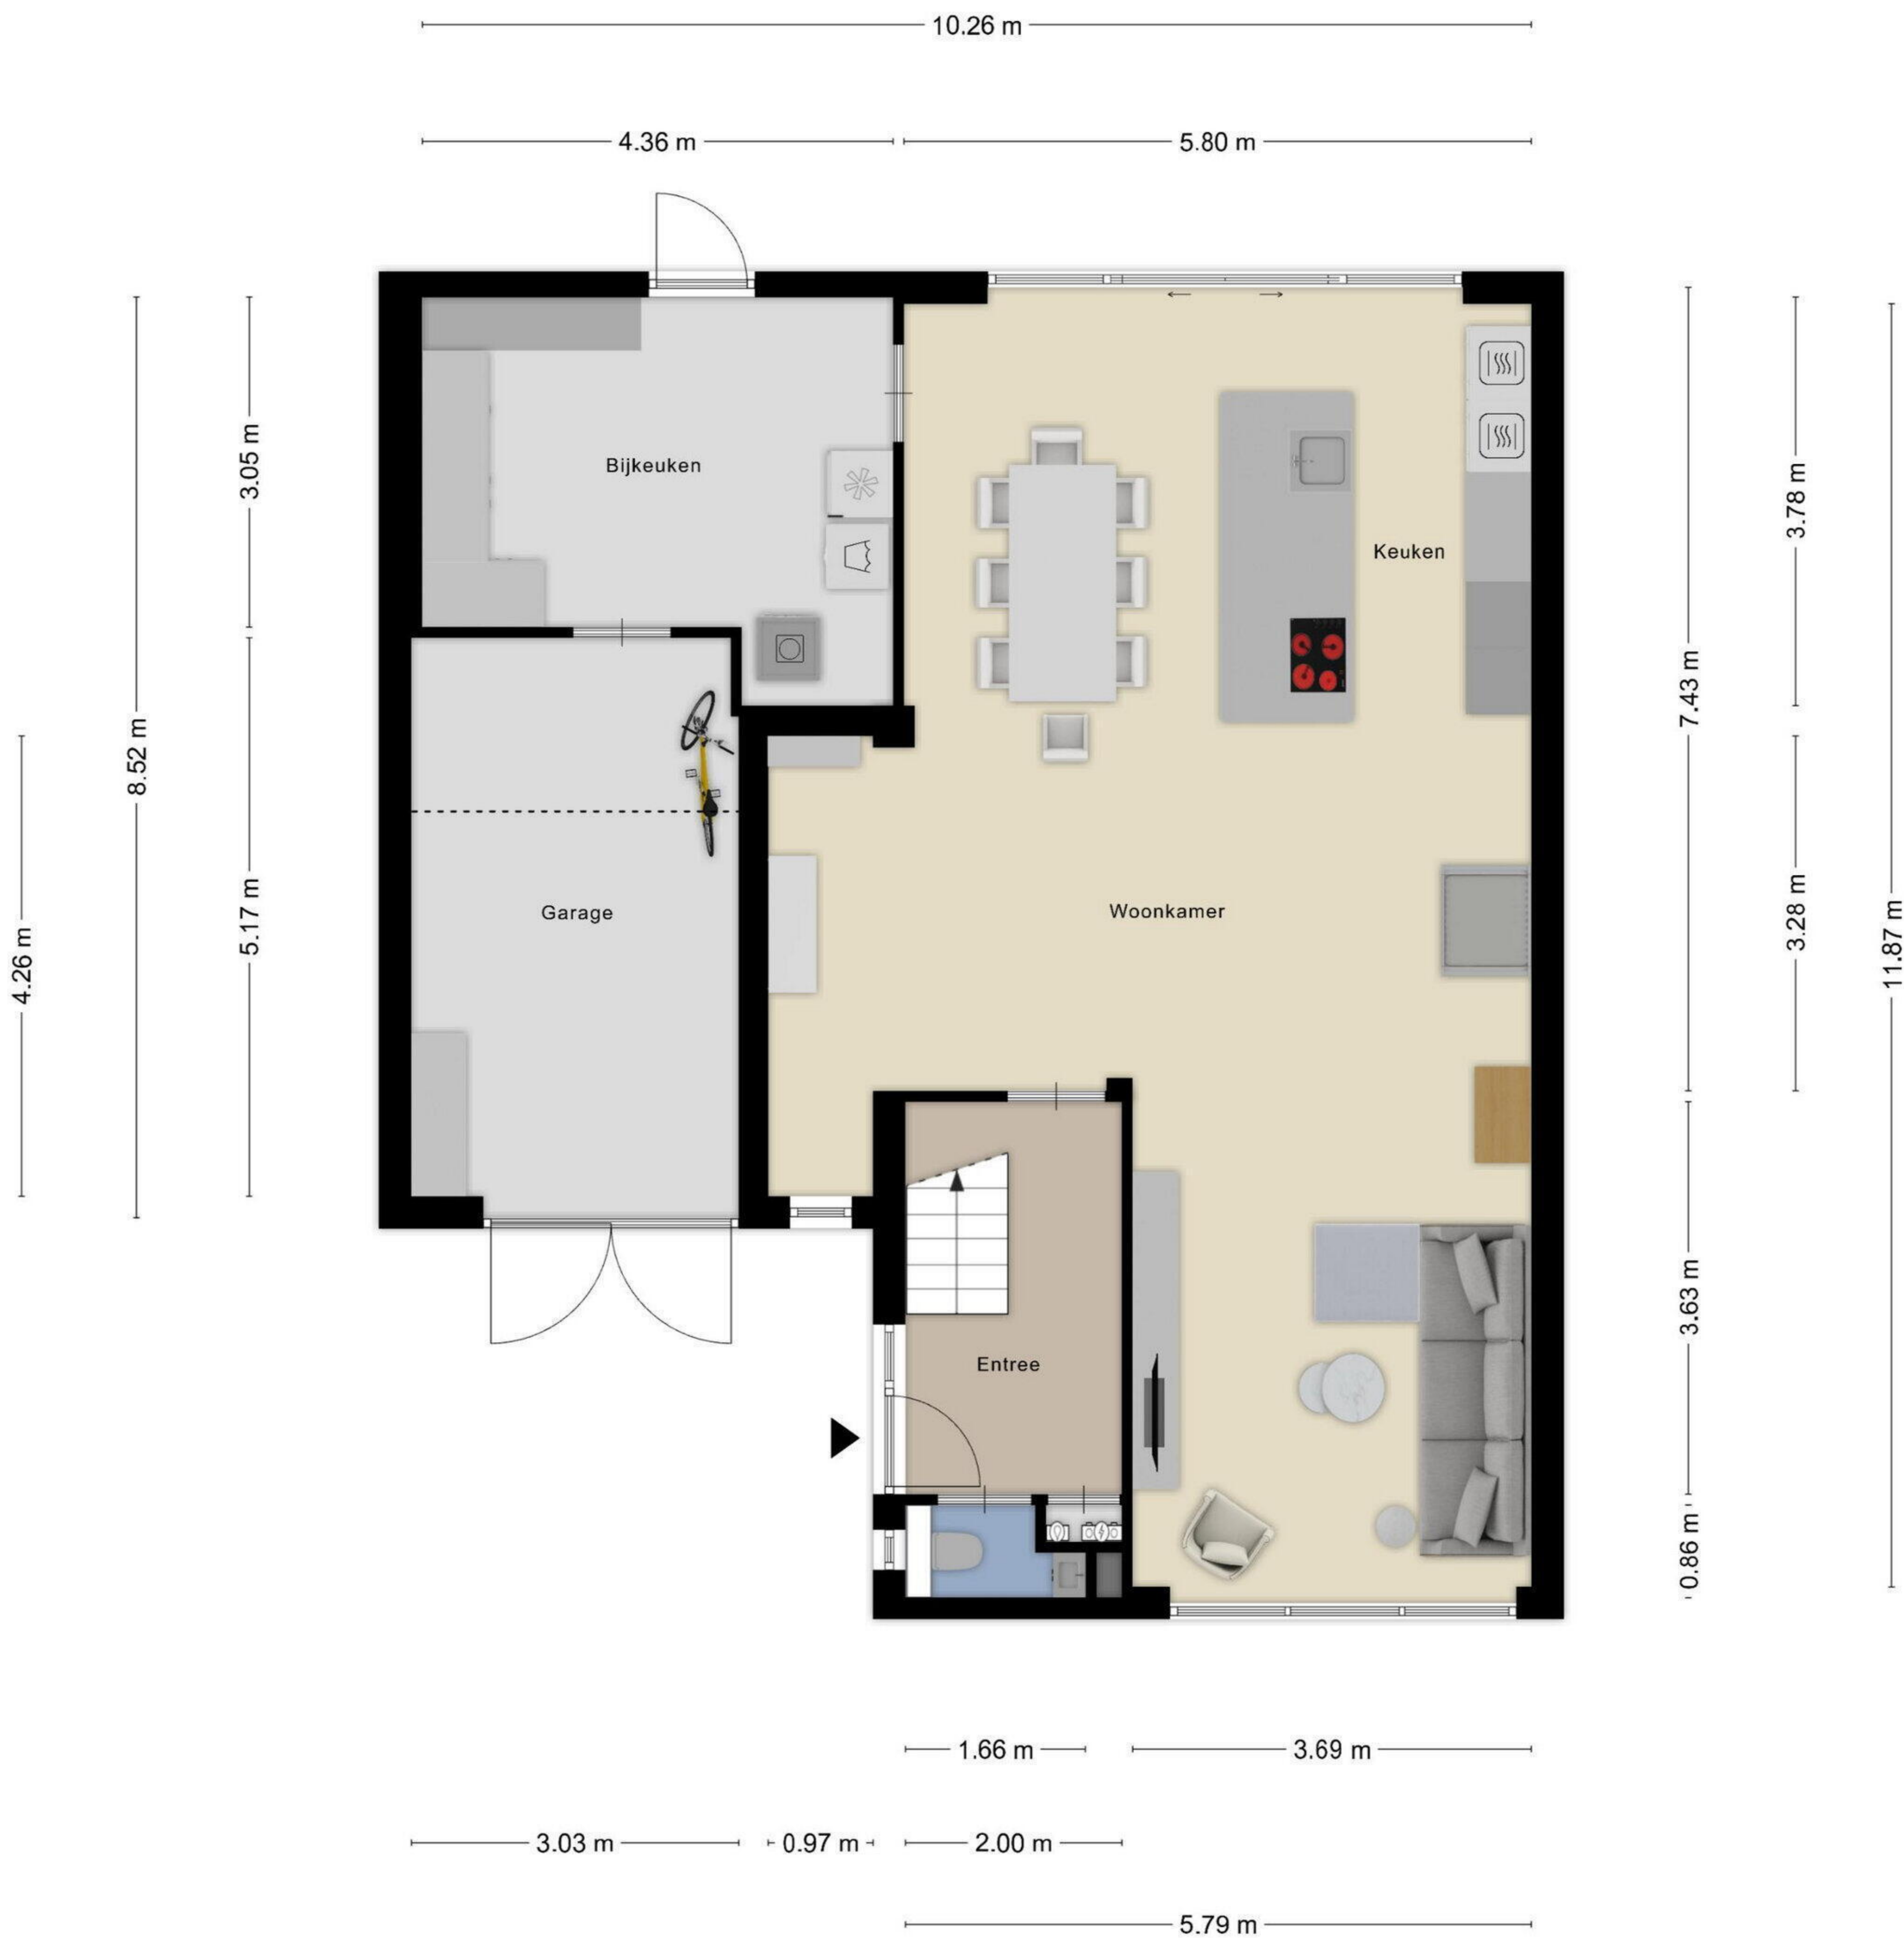 10.26 m
4.36 m
5.80 m
Bijkeuken
Keuken
3.05 m
3.78 m
7.43 m
8.52 m
Garage
Woonkamer
5.17 m
3.28 m
4.26 m
11.87 m
Entree
3.63 m
0.86 m
1.66 m
3.69 m
3.03 m
0.97 m
2.00 m
5.79 m